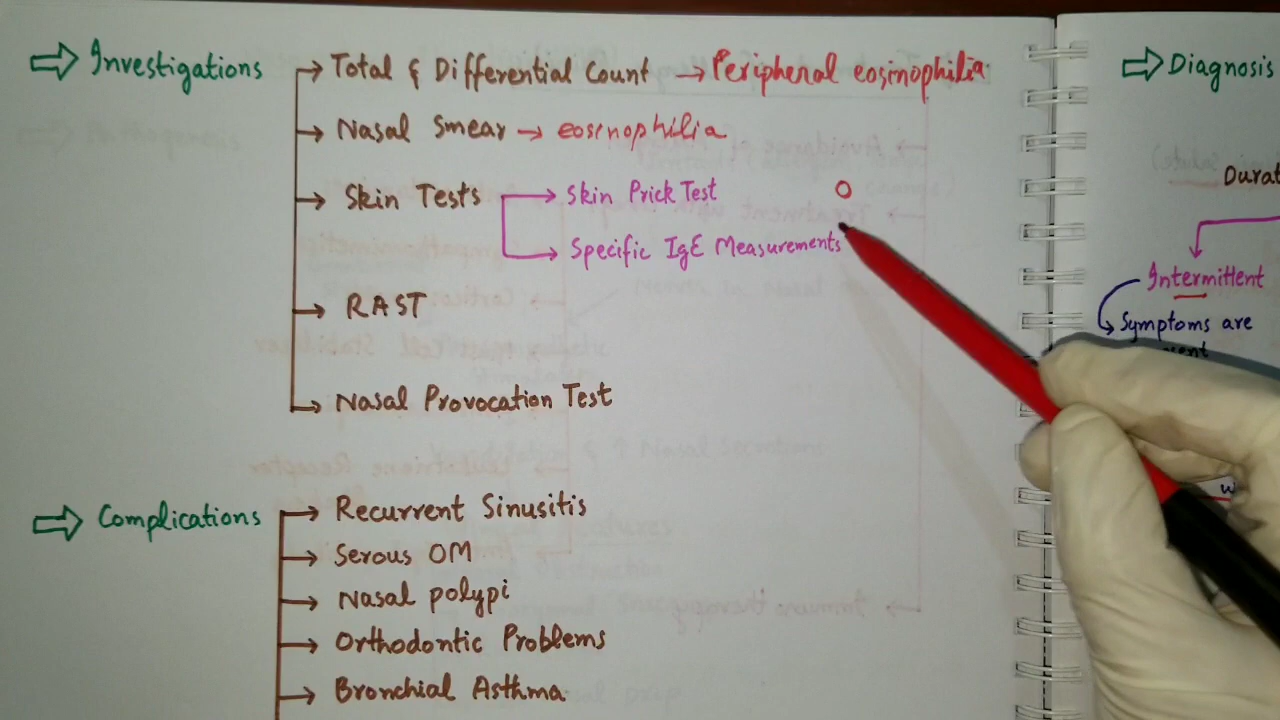 Investigations
Total & Differential Count → Peripheral eosinophilia
Nasal Smear → eosinophilia
Skin Tests
Skin Prick Test
Specific IgE Measurements
RAST
Nasal Provocation Test
Complications
Recurrent Sinusitis
Serous OM
Nasal polypi
Orthodontic Problems
Bronchial Asthma
Diagnosis
Durat
Intermittent
Symptoms are